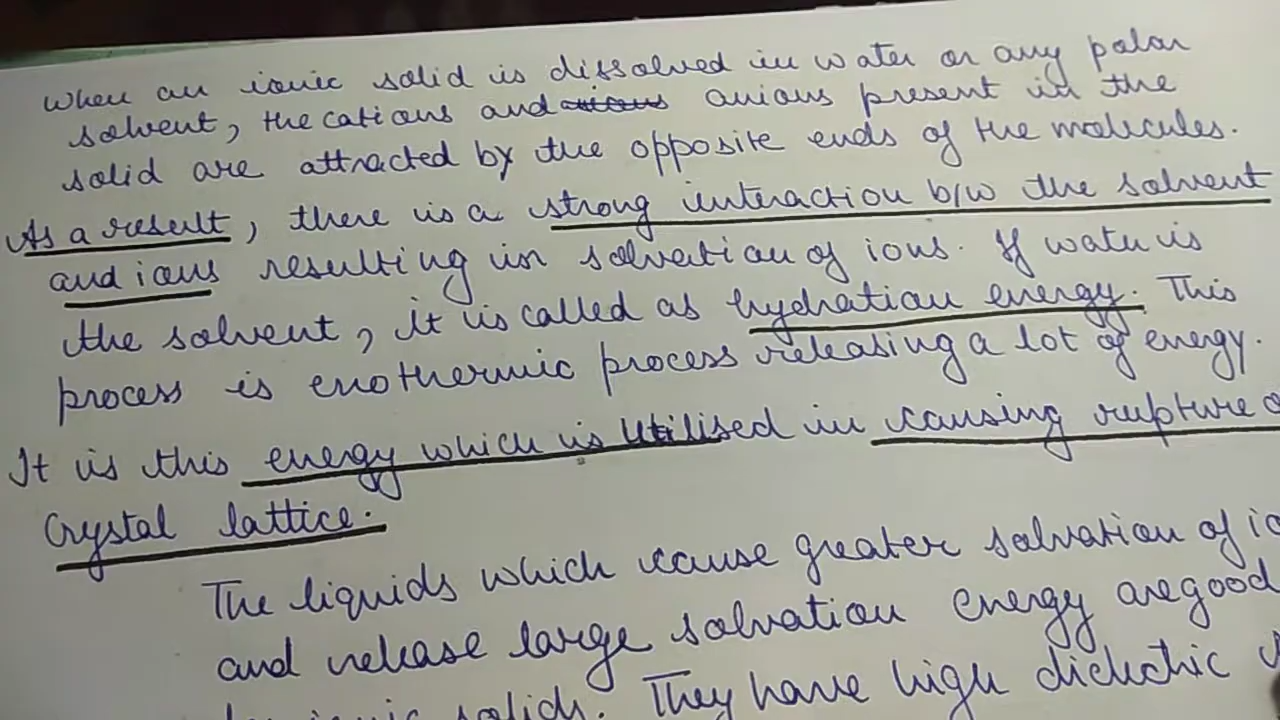 When an ionic solid is dissolved in water or any polar
solvent, the cations and anions present in the
solid are attracted by the opposite ends of the molecules.
As a result, there is a strong interaction b/w the solvent
and ions resulting in solvation of ions. If water is
the solvent, it is called as hydration energy. This
process is exothermic process releasing a lot of energy.
It is this energy which is utilised in causing rupture
crystal lattice.
The liquids which cause greater solvation of
and release large solvation energy are good
ionic solids. They have high dielectric